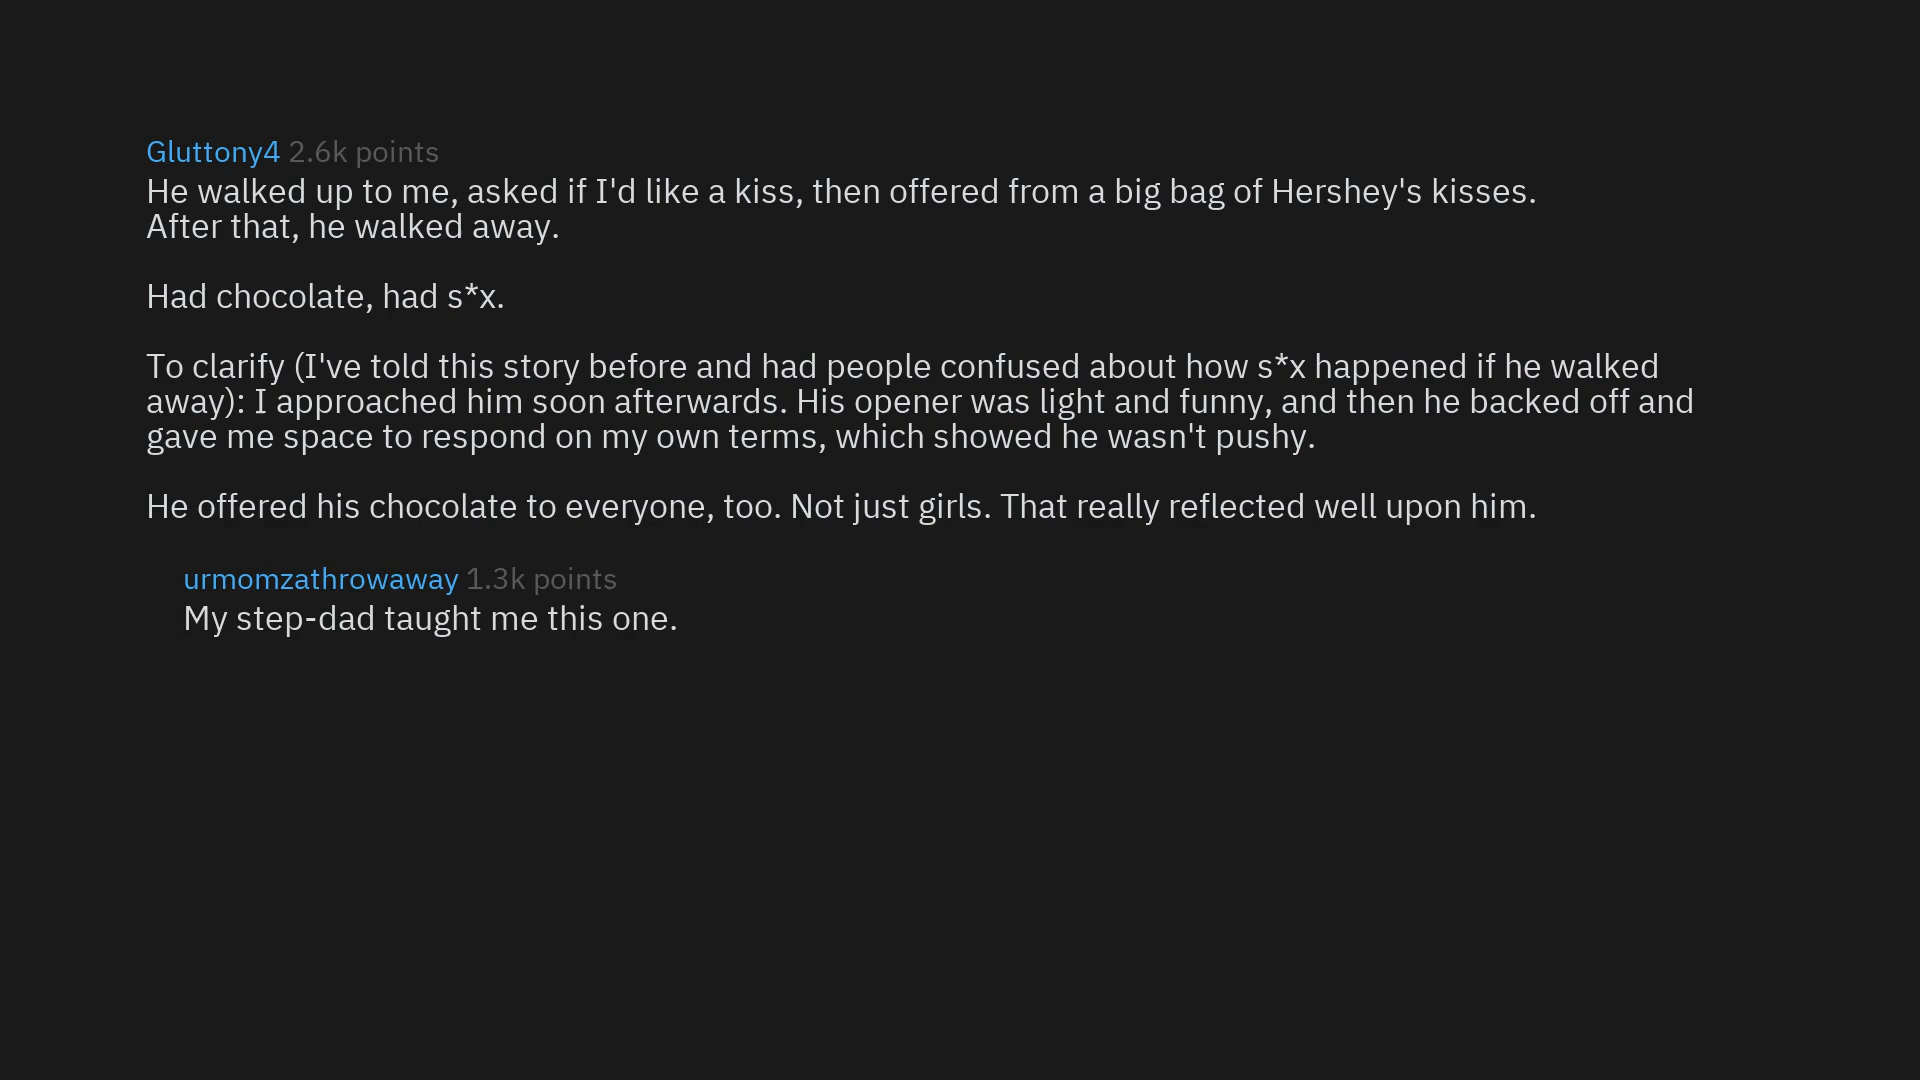 Gluttony4 2.6k points
He walked up to me, asked if I'd like a kiss, then offered from a big bag of Hershey's kisses.
After that, he walked away.
Had chocolate, had s*x.
To clarify (I've told this story before and had people confused about how s*x happened if he walked
away): I approached him soon afterwards. His opener was light and funny, and then he backed off and
gave me space to respond on my own terms, which showed he wasn't pushy.
He offered his chocolate to everyone, too. Not just girls. That really reflected well upon him.
urmomzathrowaway 1.3k points
My step-dad taught me this one.